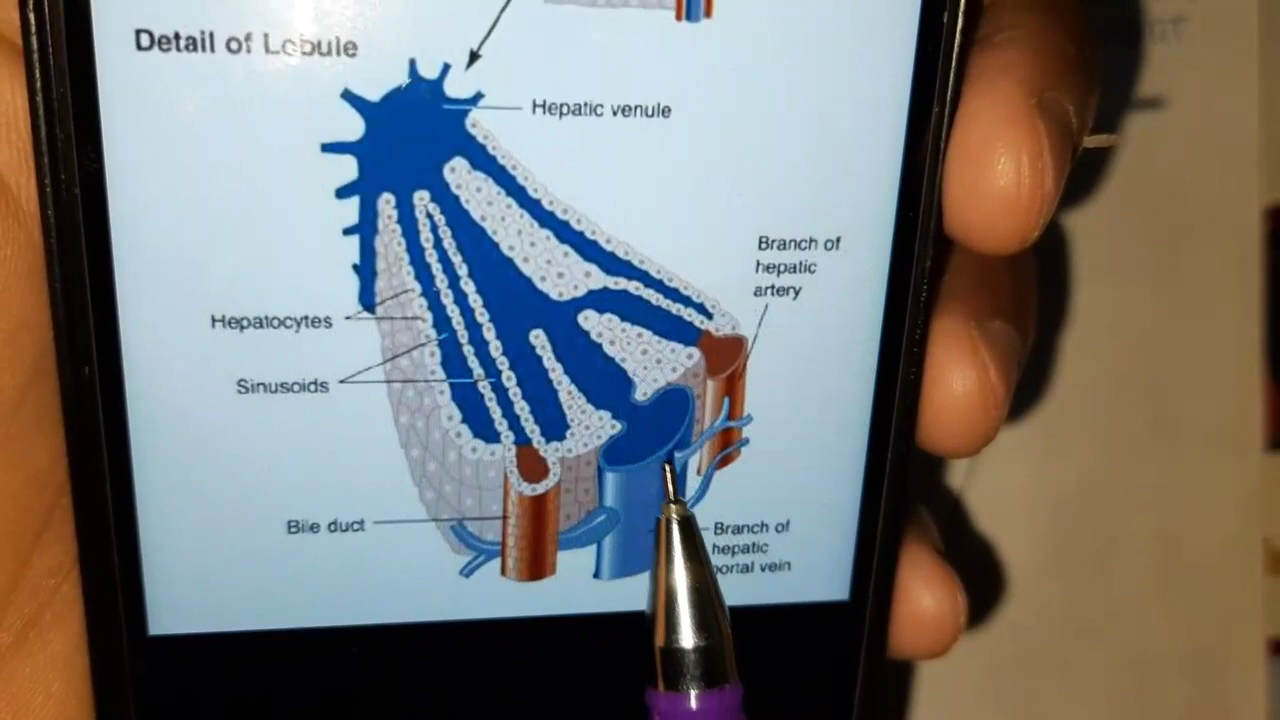 Detail of Lobule
Hepatic venule
Branch of
hepatic
artery
Hepatocytes
Sinusoids
Bile duct
Branch of
hepatic
portal vein